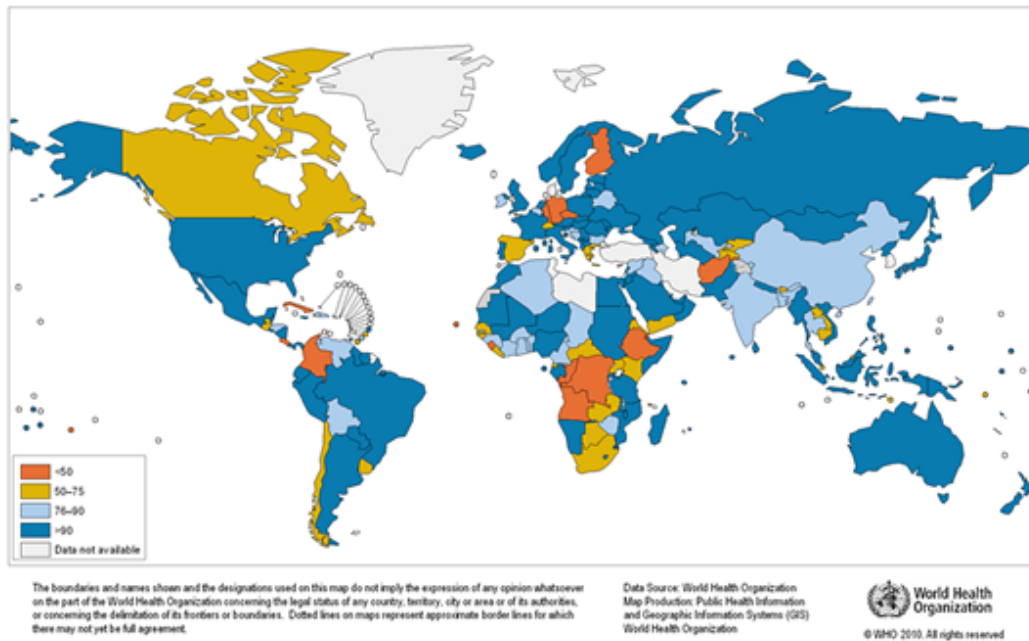 <50
50–75
76–90
>90
Data not available
The boundaries and names shown and the designations used on this map do not imply the expression of any opinion whatsoever
on the part of the World Health Organization concerning the legal status of any country, territory, city or area or of its authorities,
or concerning the delimitation of its frontiers or boundaries. Dotted lines on maps represent approximate border lines for which
there may not yet be full agreement.
Data Source: World Health Organization
Map Production: Public Health Information
and Geographic Information Systems (GIS)
World Health Organization
World Health
Organization
© WHO 2010. All rights reserved